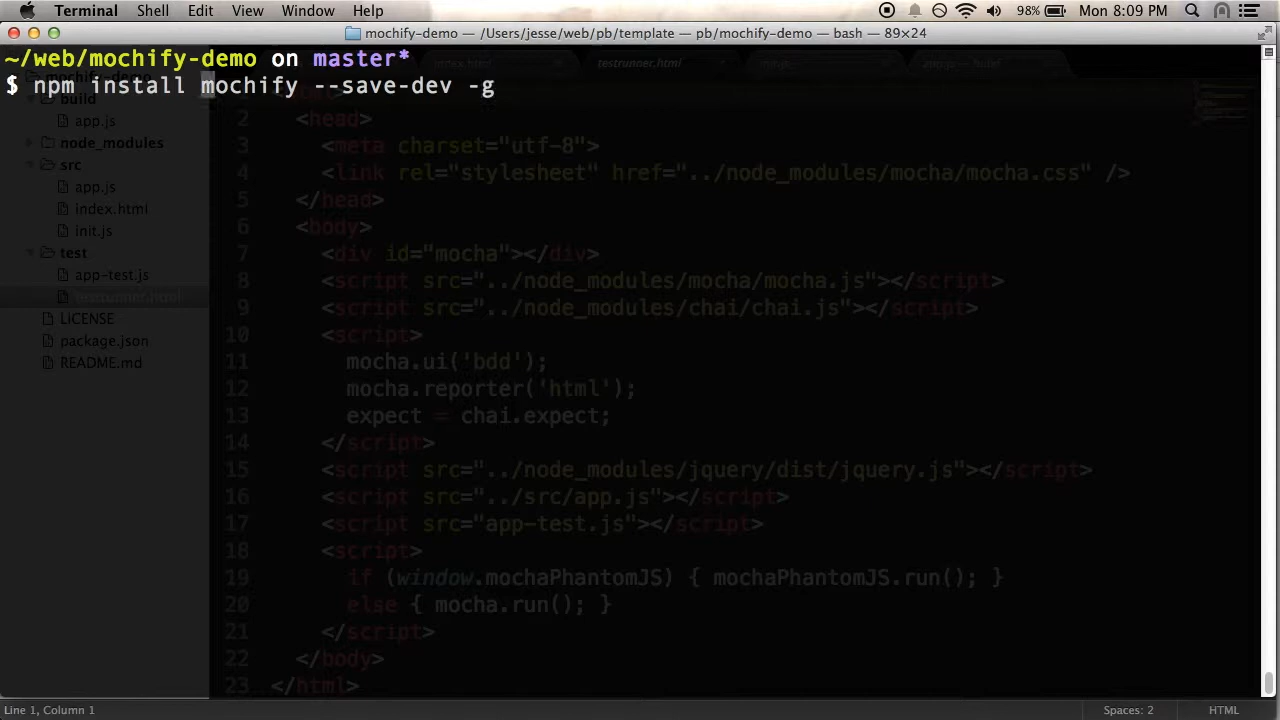 Terminal Shell Edit View Window Help 98% Mon 8:09 PM
mochify-demo — /Users/jesse/web/pb/template — pb/mochify-demo — bash — 89×24
~/web/mochify-demo on master*
$ npm install mochify --save-dev -g
testrunner.html
build
app.js
node_modules
src
app.js
index.html
init.js
test
app-test.js
testrunner.html
LICENSE
package.json
README.md
2 <head>
3 <meta charset="utf-8">
4 <link rel="stylesheet" href="../node_modules/mocha/mocha.css" />
5 </head>
6 <body>
7 <div id="mocha"></div>
8 <script src="../node_modules/mocha/mocha.js"></script>
9 <script src="../node_modules/chai/chai.js"></script>
10 <script>
11 mocha.ui('bdd');
12 mocha.reporter('html');
13 expect = chai.expect;
14 </script>
15 <script src="../node_modules/jquery/dist/jquery.js"></script>
16 <script src="../src/app.js"></script>
17 <script src="app-test.js"></script>
18 <script>
19 if (window.mochaPhantomJS) { mochaPhantomJS.run(); }
20 else { mocha.run(); }
21 </script>
22 </body>
23 </html>
Line 1, Column 1 Spaces: 2 HTML